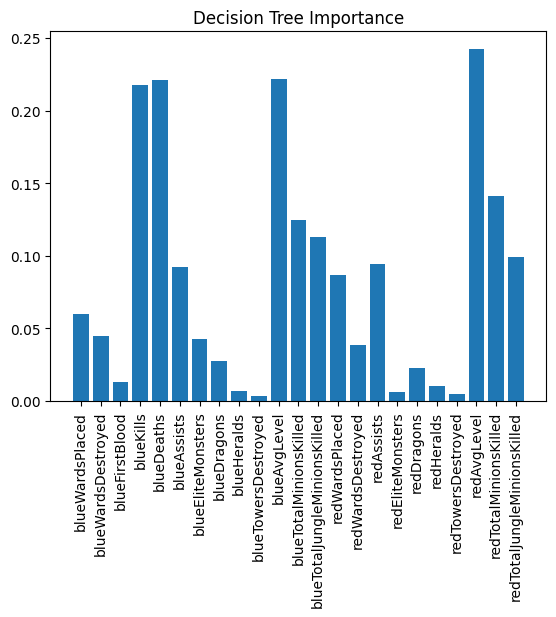 Decision Tree Importance
0.25
0.20
0.15
0.10
0.05
0.00
blueWardsPlaced
blueWardsDestroyed
blueFirstBlood
blueKills
blueDeaths
blueAssists
blueEliteMonsters
blueDragons
blueHeralds
blueTowersDestroyed
blueAvgLevel
blueTotalMinionsKilled
blueTotalJungleMinionsKilled
redWardsPlaced
redWardsDestroyed
redAssists
redEliteMonsters
redDragons
redHeralds
redTowersDestroyed
redAvgLevel
redTotalMinionsKilled
redTotalJungleMinionsKilled